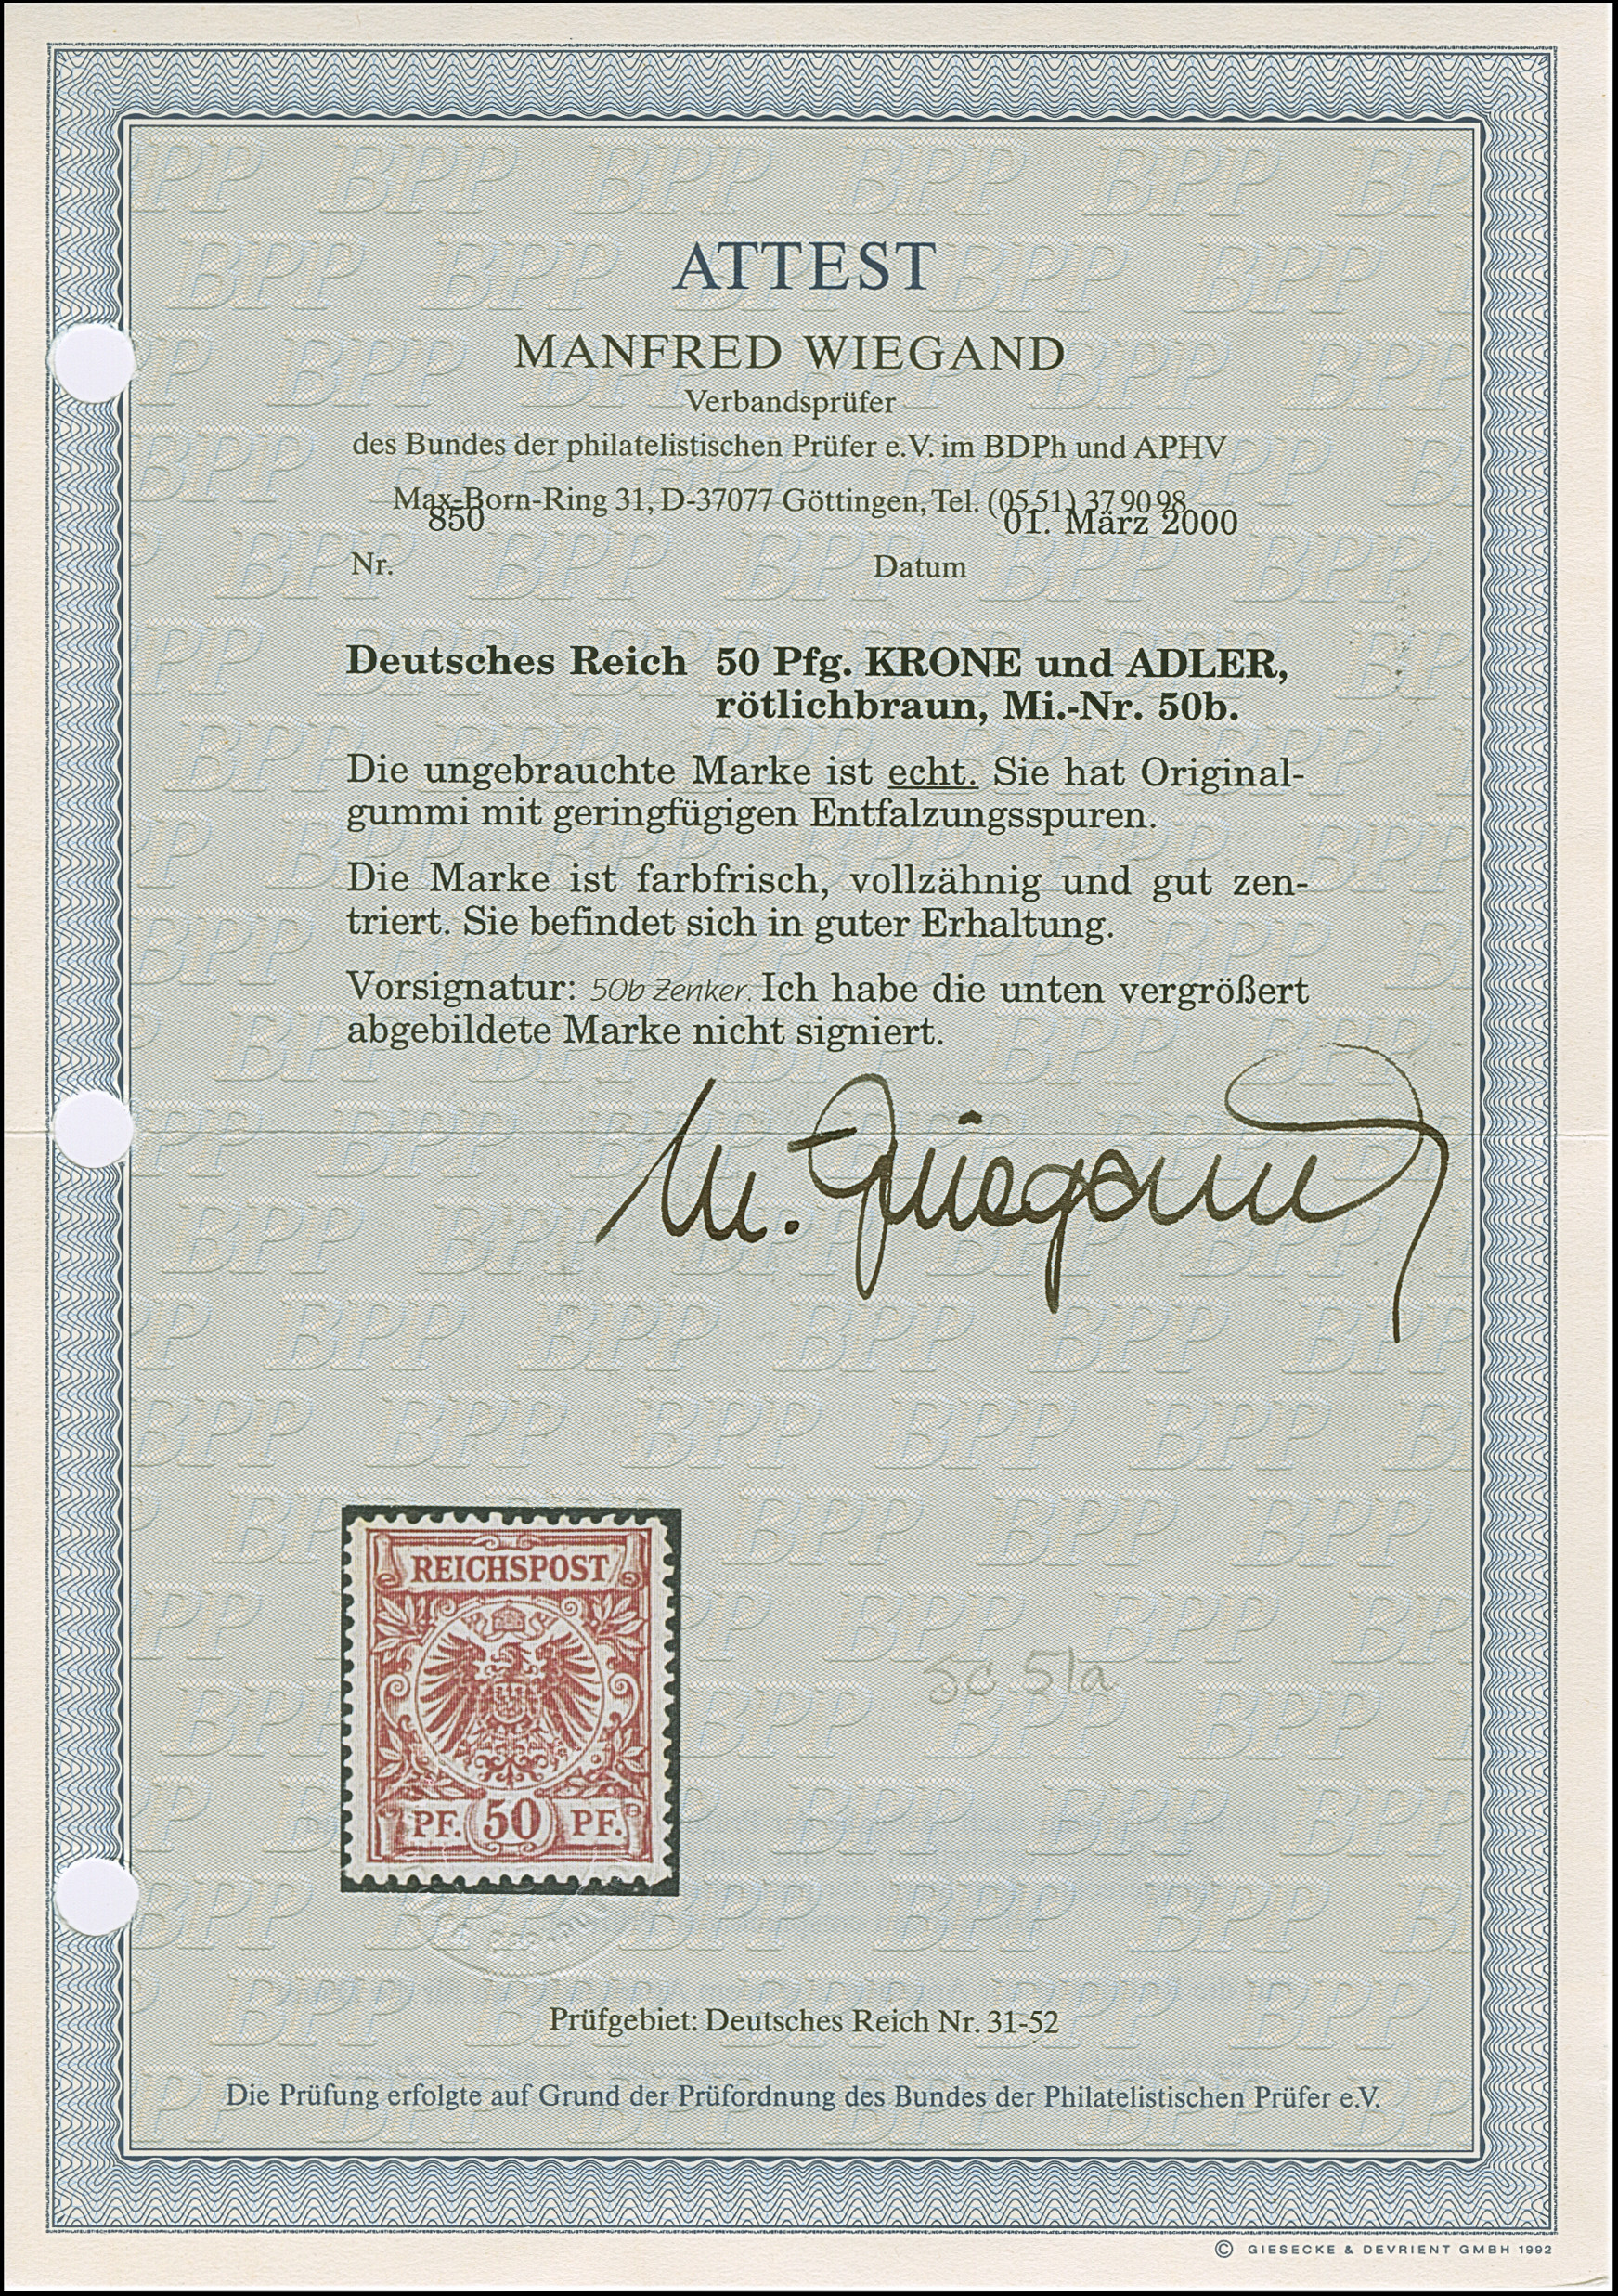 ATTEST
MANFRED WIEGAND
Verbandsprüfer
des Bundes der philatelistischen Prüfer e.V. im BDPh und APHV
Max-Born-Ring 31, D-37077 Göttingen, Tel. (05 51) 37 90 98
850 01. März 2000
Nr. Datum
Deutsches Reich 50 Pfg. KRONE und ADLER,
rötlichbraun, Mi.-Nr. 50b.
Die ungebrauchte Marke ist echt. Sie hat Original-
gummi mit geringfügigen Entfalzungsspuren.
Die Marke ist farbfrisch, vollzähnig und gut zen-
triert. Sie befindet sich in guter Erhaltung.
Vorsignatur: 50b Zenker. Ich habe die unten vergrößert
abgebildete Marke nicht signiert.
M. Wiegand
REICHSPOST
PF. 50 PF.
Sc. 51a
Prüfgebiet: Deutsches Reich Nr. 31-52
Die Prüfung erfolgte auf Grund der Prüfordnung des Bundes der Philatelistischen Prüfer e.V.
© GIESECKE & DEVRIENT GMBH 1992